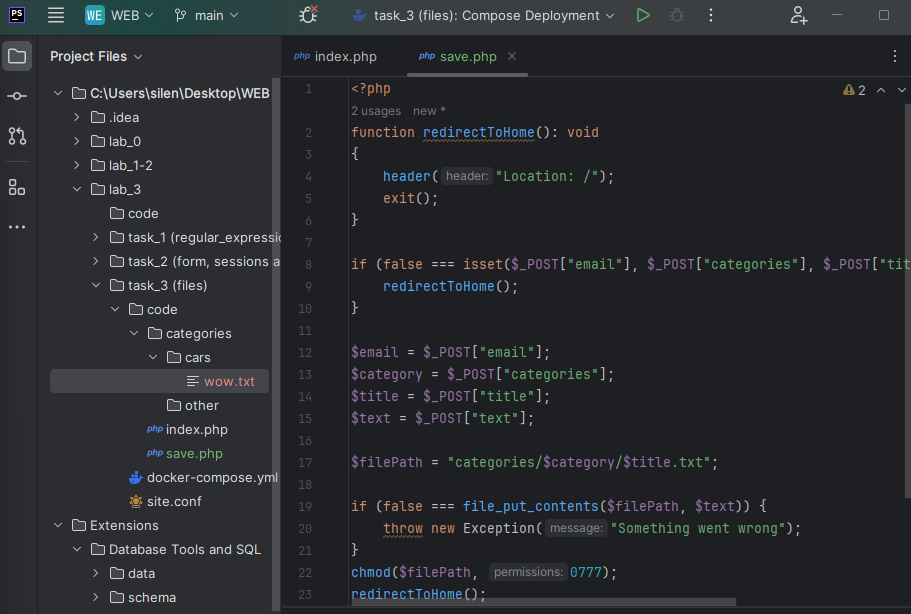 PS WE WEB main task_3 (files): Compose Deployment
Project Files
C:\Users\silen\Desktop\WEB
.idea
lab_0
lab_1-2
lab_3
code
task_1 (regular_expressio
task_2 (form, sessions a
task_3 (files)
code
categories
cars
wow.txt
other
php index.php
php save.php
docker-compose.yml
site.conf
Extensions
Database Tools and SQL
data
schema
php index.php php save.php
2
1 <?php
2 usages new *
2 function redirectToHome(): void
3 {
4 header( header: "Location: /");
5 exit();
6 }
7
8 if (false === isset($_POST["email"], $_POST["categories"], $_POST["tit
9 redirectToHome();
10 }
11
12 $email = $_POST["email"];
13 $category = $_POST["categories"];
14 $title = $_POST["title"];
15 $text = $_POST["text"];
16
17 $filePath = "categories/$category/$title.txt";
18
19 if (false === file_put_contents($filePath, $text)) {
20 throw new Exception( message: "Something went wrong");
21 }
22 chmod($filePath, permissions: 0777);
23 redirectToHome();